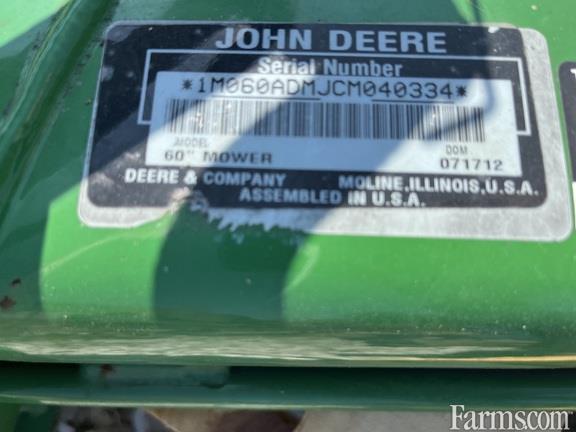 JOHN DEERE
Serial Number
*1M060ADMJCM040334*
MODEL DOM
60" MOWER 071712
DEERE & COMPANY MOLINE, ILLINOIS, U.S.A.
ASSEMBLED IN U.S.A.
Farms.com